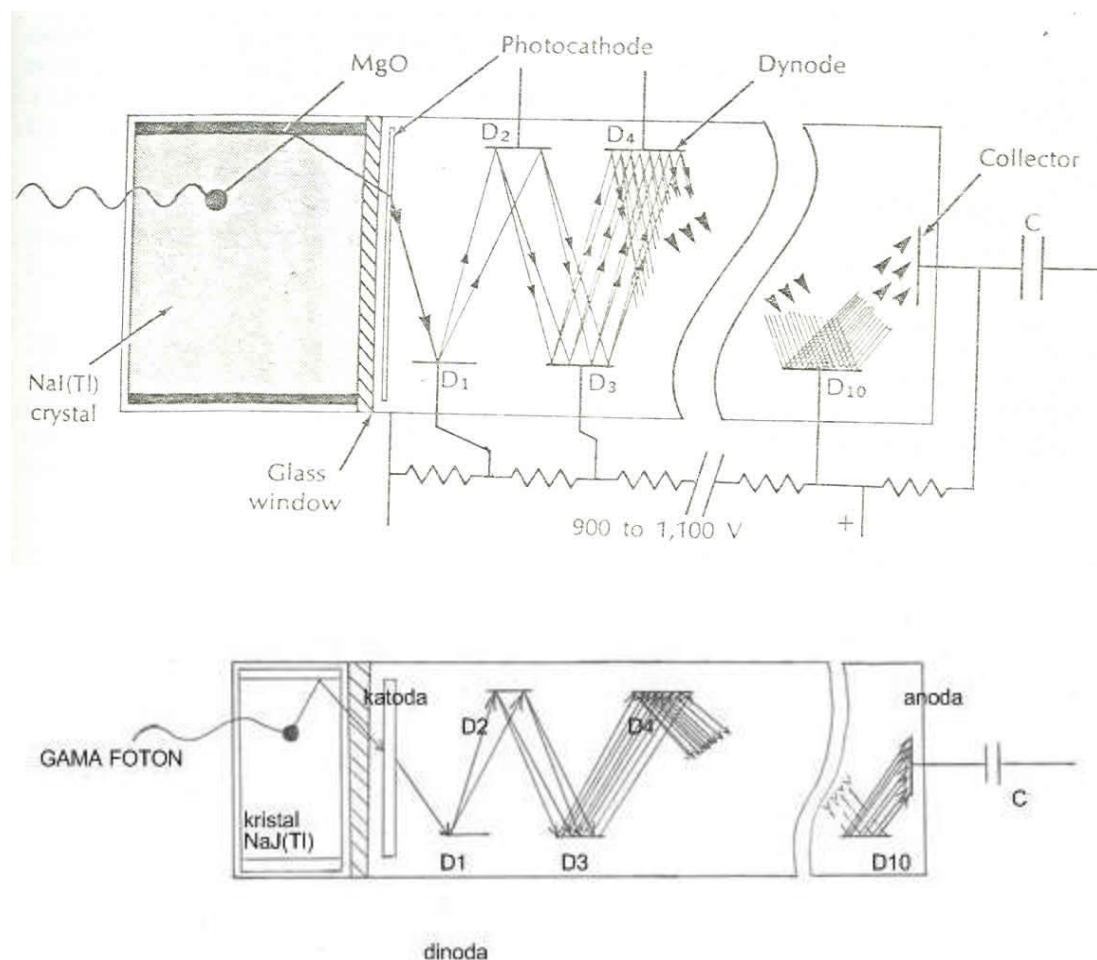 MgO
Photocathode
Dynode
D2
D4
Collector
C
D1
D3
D10
NaI(Tl)
crystal
Glass
window
900 to 1,100 V
+
katoda
anoda
D2
D4
GAMA FOTON
C
kristal
NaJ(Tl)
D1
D3
D10
dinoda